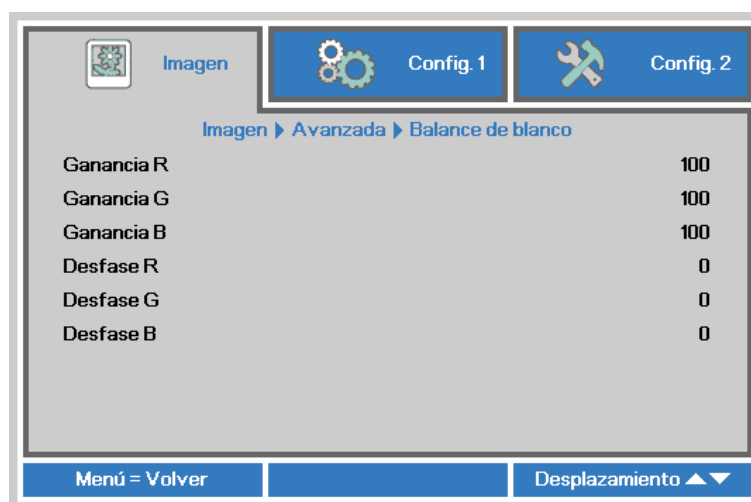 Imagen Config. 1 Config. 2
Imagen ▶ Avanzada ▶ Balance de blanco
Ganancia R 100
Ganancia G 100
Ganancia B 100
Desfase R 0
Desfase G 0
Desfase B 0
Menú = Volver Desplazamiento ▲▼